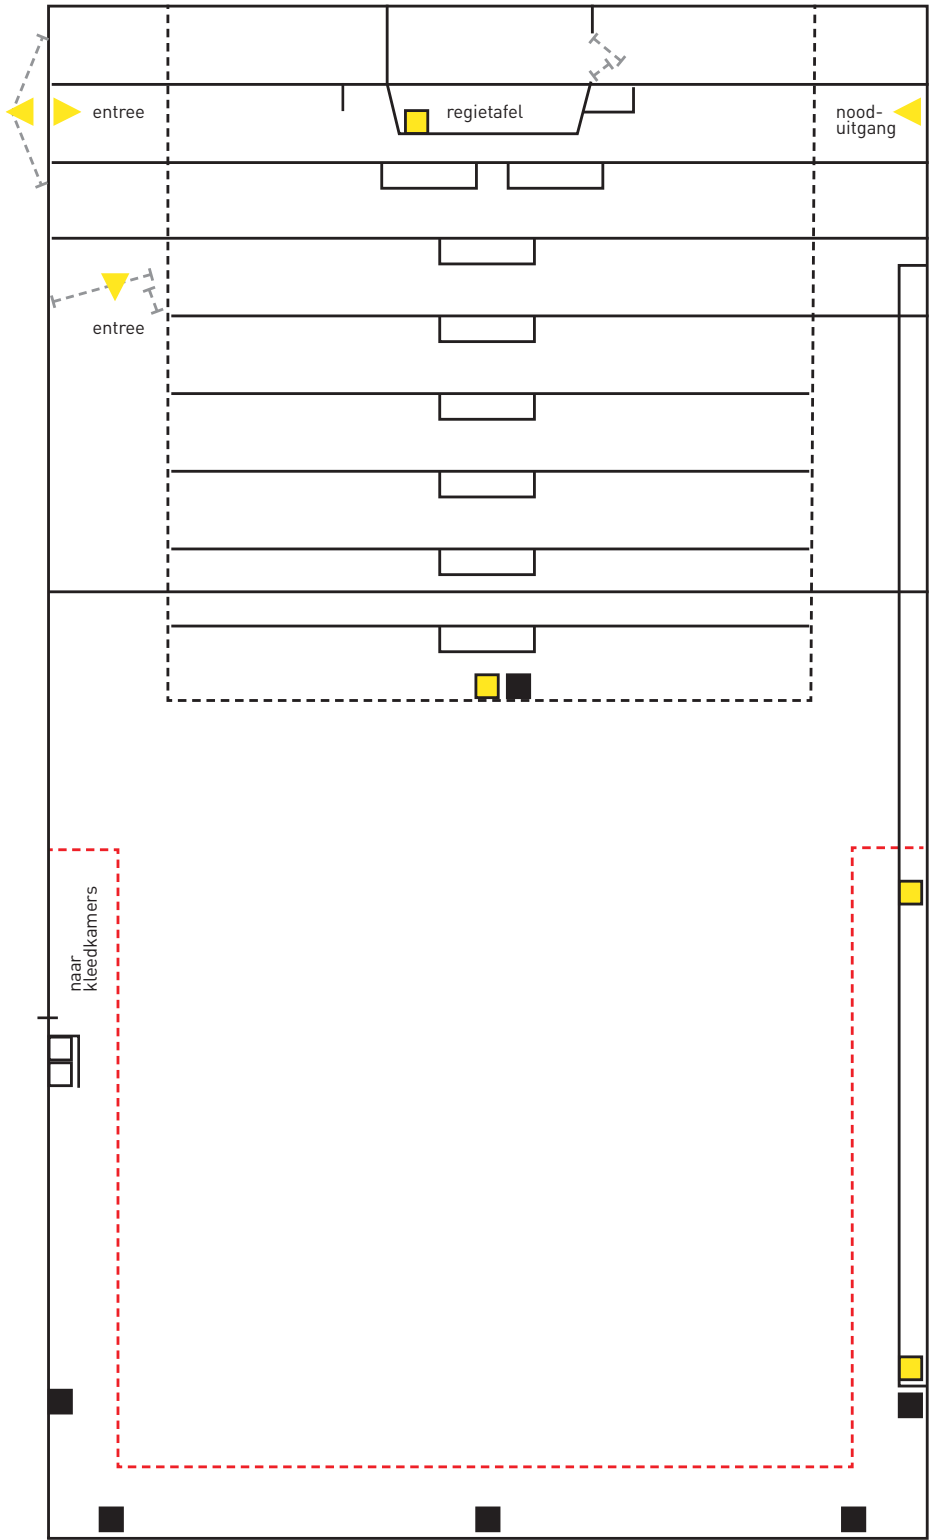 entree
regietafel
nood-
uitgang
entree
naar
kleedkamers